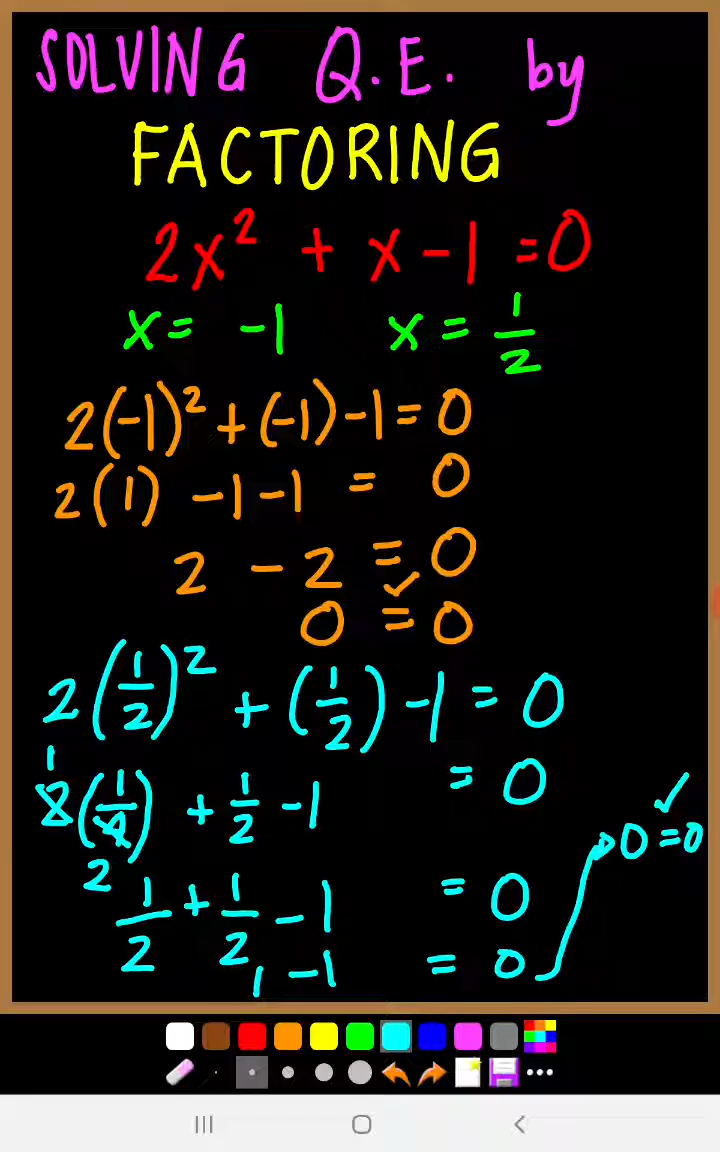 SOLVING Q.E. by
FACTORING
2x² + x - 1 = 0
x = -1 x = 1/2
2(-1)² + (-1) - 1 = 0
2(1) - 1 - 1 = 0
2 - 2 = 0
✓
0 = 0
2(1/2)² + (1/2) - 1 = 0
1
2(1/4) + 1/2 - 1 = 0
2
✓
0 = 0
1/2 + 1/2 - 1 = 0
1 - 1 = 0